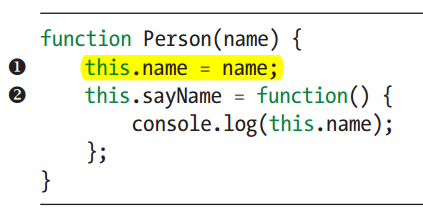 function Person(name) {
❶ this.name = name;
❷ this.sayName = function() {
console.log(this.name);
};
}